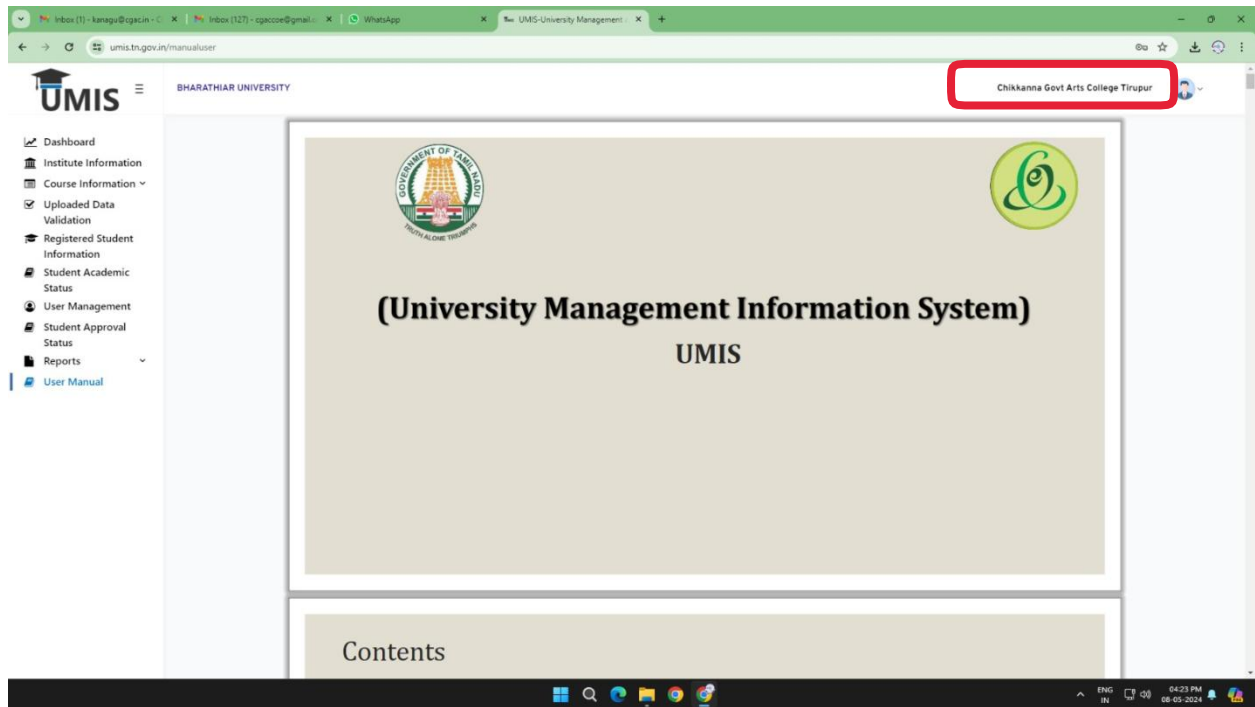 Inbox (1) - kanagu@cgac.in - C
Inbox (127) - cgaccoe@gmail.c
WhatsApp
UMIS-University Management
umis.tn.gov.in/manualuser
UMIS
BHARATHIAR UNIVERSITY
Chikkanna Govt Arts College Tirupur
Dashboard
Institute Information
Course Information
Uploaded Data
Validation
Registered Student
Information
Student Academic
Status
User Management
Student Approval
Status
Reports
User Manual
GOVERNMENT OF TAMIL NADU
TRUTH ALONE TRIUMPHS
(University Management Information System)
UMIS
Contents
ENG
IN
04:23 PM
08-05-2024